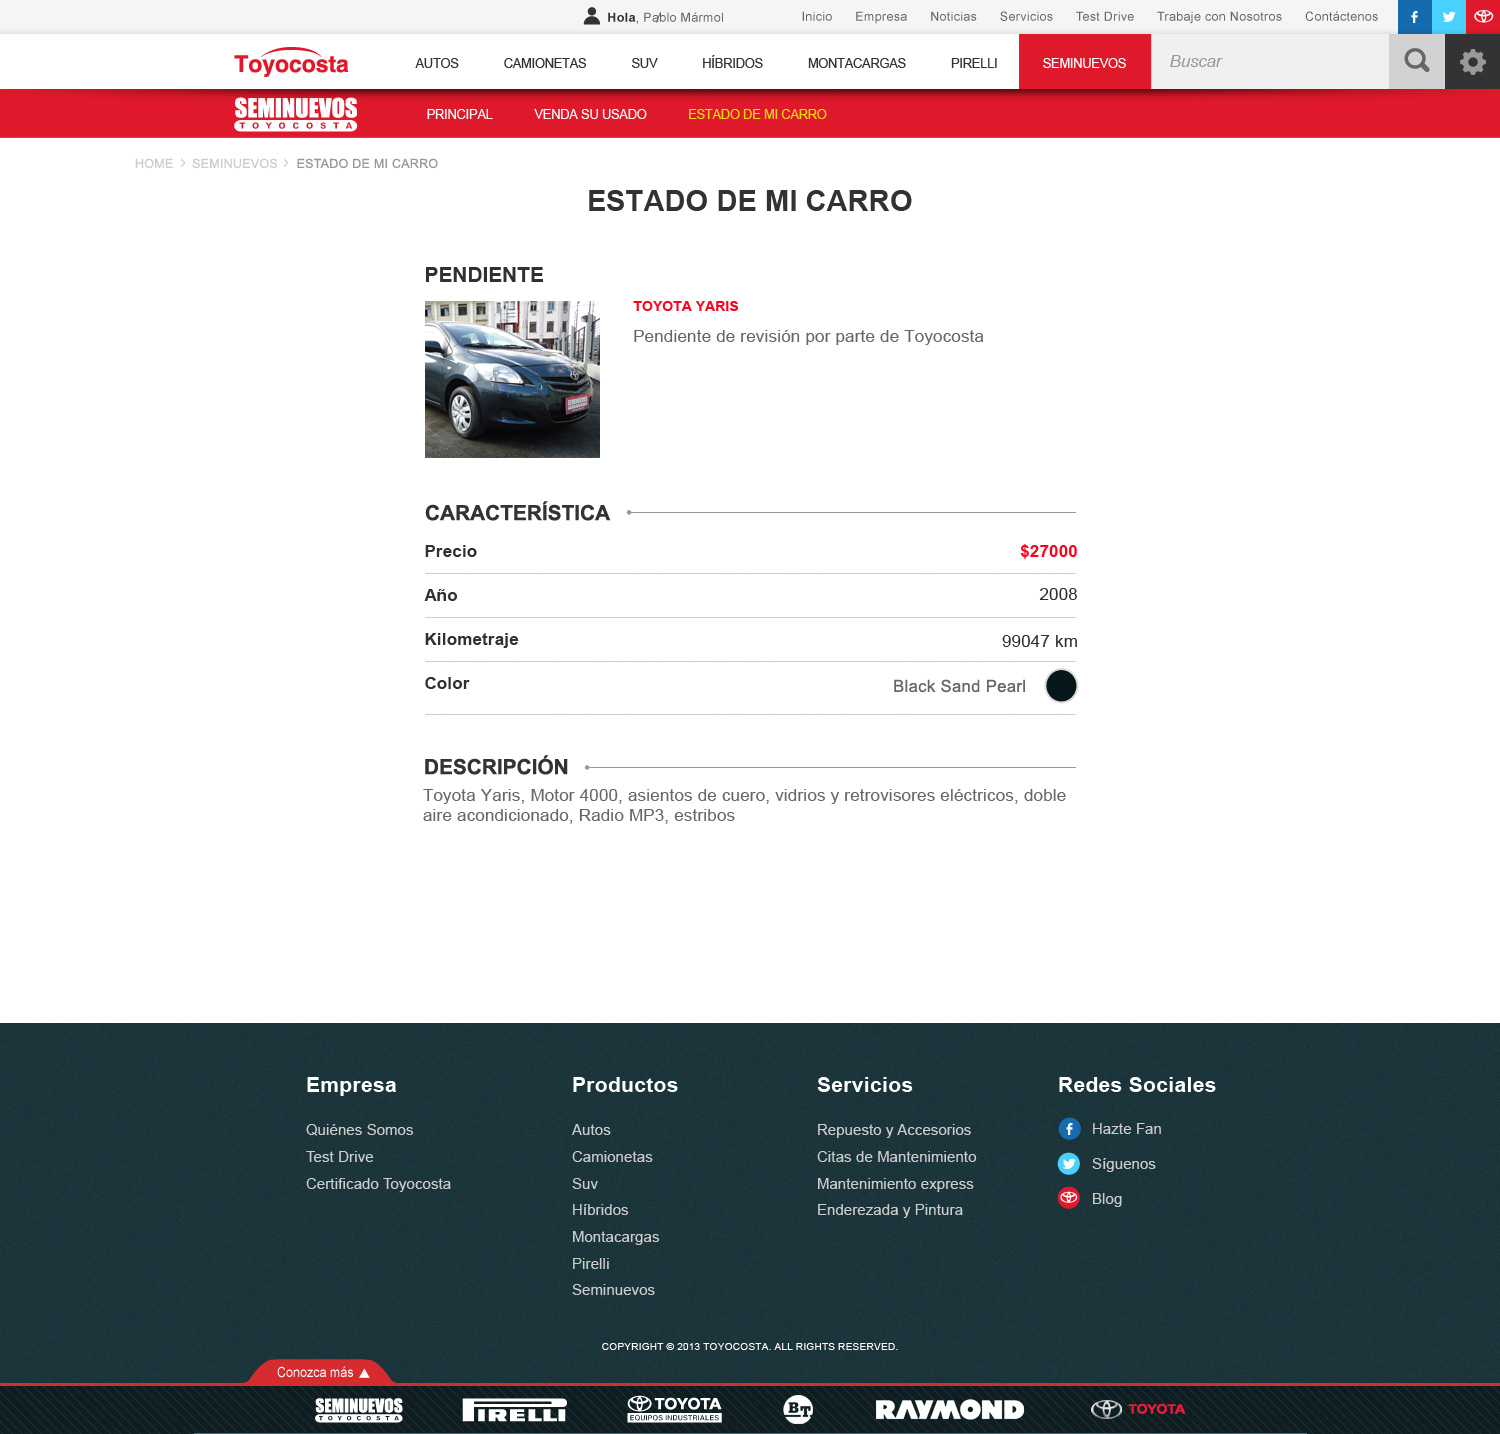 Hola, Pablo Mármol
Inicio Empresa Noticias Servicios Test Drive Trabaje con Nosotros Contáctenos
Toyocosta
AUTOS CAMIONETAS SUV HÍBRIDOS MONTACARGAS PIRELLI SEMINUEVOS
Buscar
SEMINUEVOS
TOYOCOSTA
PRINCIPAL VENDA SU USADO ESTADO DE MI CARRO
HOME > SEMINUEVOS > ESTADO DE MI CARRO
ESTADO DE MI CARRO
PENDIENTE
SEMINUEVOS
TOYOTA YARIS
Pendiente de revisión por parte de Toyocosta
CARACTERÍSTICA
Precio $27000
Año 2008
Kilometraje 99047 km
Color Black Sand Pearl
DESCRIPCIÓN
Toyota Yaris, Motor 4000, asientos de cuero, vidrios y retrovisores eléctricos, doble
aire acondicionado, Radio MP3, estribos
Empresa
Quiénes Somos
Test Drive
Certificado Toyocosta
Productos
Autos
Camionetas
Suv
Híbridos
Montacargas
Pirelli
Seminuevos
Servicios
Repuesto y Accesorios
Citas de Mantenimiento
Mantenimiento express
Enderezada y Pintura
Redes Sociales
Hazte Fan
Síguenos
Blog
COPYRIGHT © 2013 TOYOCOSTA. ALL RIGHTS RESERVED.
Conozca más ▲
SEMINUEVOS
TOYOCOSTA
PIRELLI
TOYOTA
EQUIPOS INDUSTRIALES
BT
RAYMOND
TOYOTA